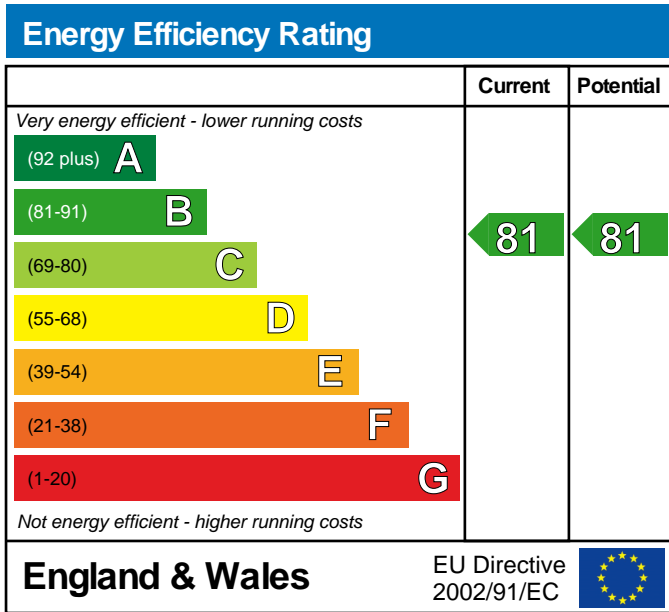 Energy Efficiency Rating
Current Potential
Very energy efficient - lower running costs
(92 plus) A
(81-91) B
81 81
(69-80) C
(55-68) D
(39-54) E
(21-38) F
(1-20) G
Not energy efficient - higher running costs
England & Wales
EU Directive
2002/91/EC